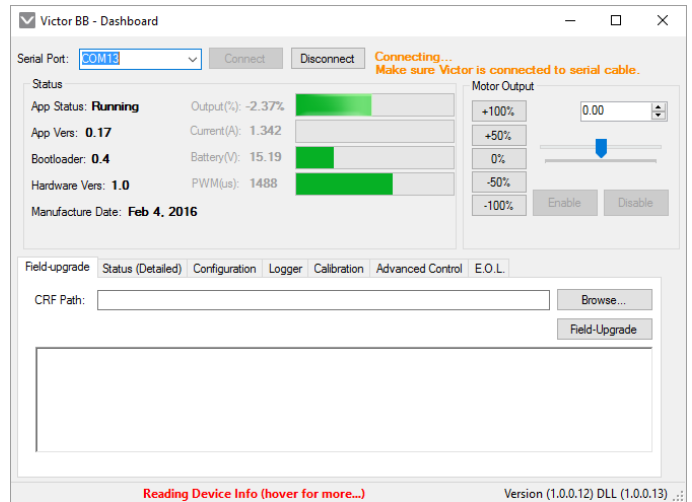 Victor BB - Dashboard
Serial Port: COM13 Connect Disconnect Connecting...
Make sure Victor is connected to serial cable.
Status
Motor Output
App Status: Running Output(%): -2.37%
+100% 0.00
App Vers: 0.17 Current(A): 1.342
+50%
Bootloader: 0.4 Battery(V): 15.19
0%
Hardware Vers: 1.0 PWM(us): 1488
-50%
Manufacture Date: Feb 4, 2016
-100% Enable Disable
Field-upgrade Status (Detailed) Configuration Logger Calibration Advanced Control E.O.L.
CRF Path: Browse...
Field-Upgrade
Reading Device Info (hover for more...) Version (1.0.0.12) DLL (1.0.0.13)